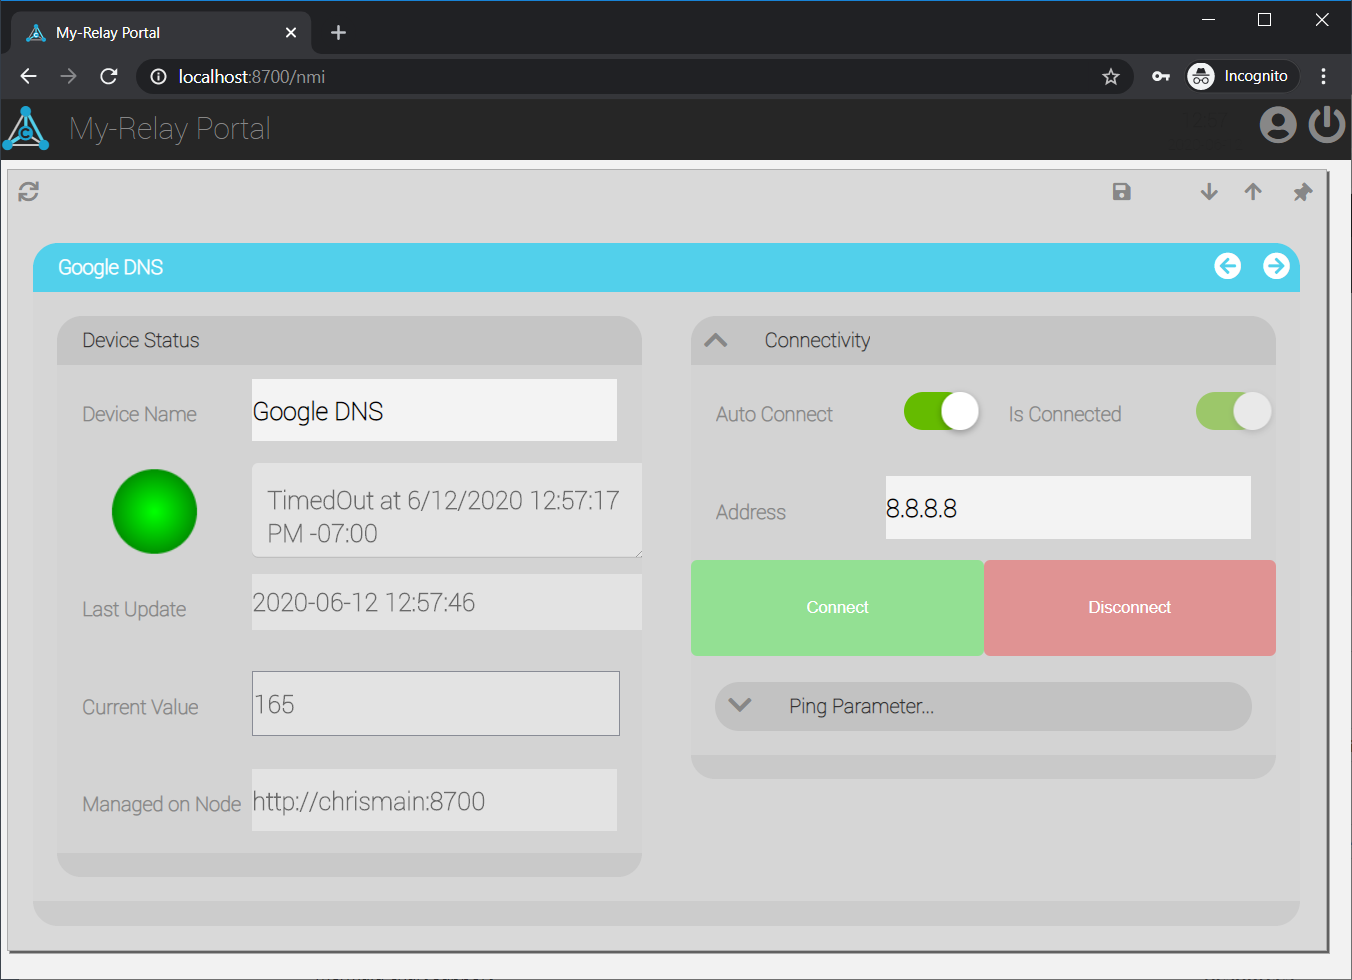 My-Relay Portal
localhost:8700/nmi
Incognito
My-Relay Portal
Google DNS
Device Status
Device Name
Google DNS
TimedOut at 6/12/2020 12:57:17
PM -07:00
Last Update
2020-06-12 12:57:46
Current Value
165
Managed on Node
http://chrismain:8700
Connectivity
Auto Connect
Is Connected
Address
8.8.8.8
Connect
Disconnect
Ping Parameter...